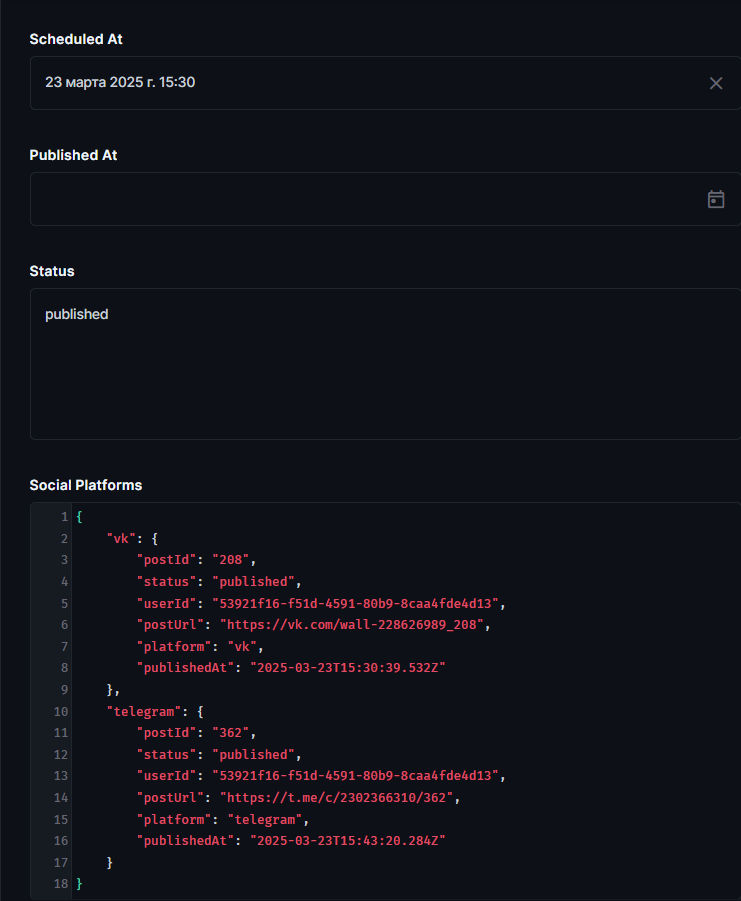 Scheduled At
23 марта 2025 г. 15:30
Published At
Status
published
Social Platforms
1 {
2 "vk": {
3 "postId": "208",
4 "status": "published",
5 "userId": "53921f16-f51d-4591-80b9-8caa4fde4d13",
6 "postUrl": "https://vk.com/wall-228626989_208",
7 "platform": "vk",
8 "publishedAt": "2025-03-23T15:30:39.532Z"
9 },
10 "telegram": {
11 "postId": "362",
12 "status": "published",
13 "userId": "53921f16-f51d-4591-80b9-8caa4fde4d13",
14 "postUrl": "https://t.me/c/2302366310/362",
15 "platform": "telegram",
16 "publishedAt": "2025-03-23T15:43:20.284Z"
17 }
18 }